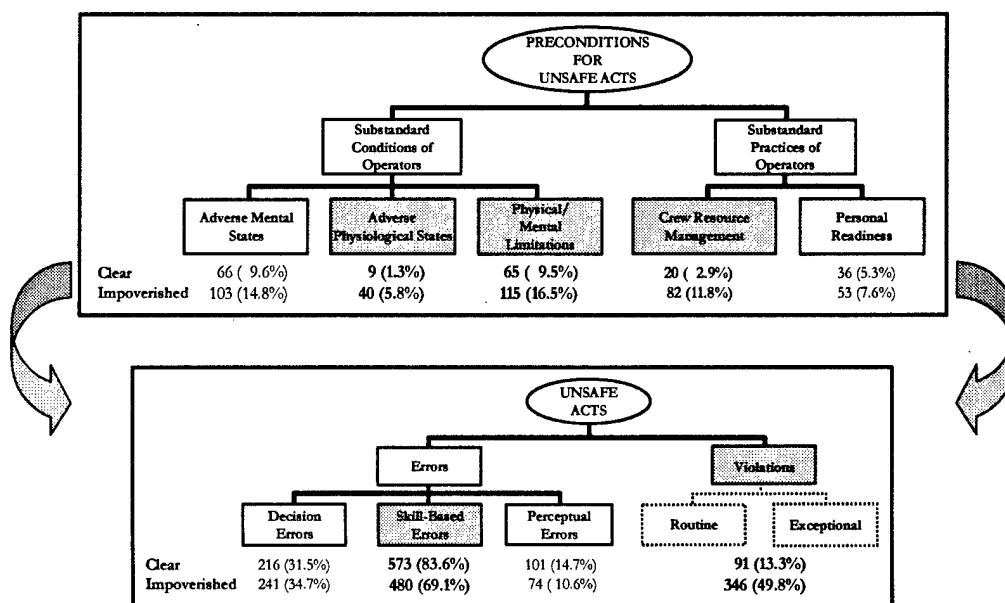 PRECONDITIONS
FOR
UNSAFE ACTS
Substandard
Conditions of
Operators
Substandard
Practices of
Operators
Adverse Mental
States
Adverse
Physiological States
Physical/
Mental
Limitations
Crew Resource
Management
Personal
Readiness
Clear 66 ( 9.6%) 9 (1.3%) 65 ( 9.5%) 20 ( 2.9%) 36 (5.3%)
Impoverished 103 (14.8%) 40 (5.8%) 115 (16.5%) 82 (11.8%) 53 (7.6%)
UNSAFE
ACTS
Errors
Violations
Decision
Errors
Skill-Based
Errors
Perceptual
Errors
Routine
Exceptional
Clear 216 (31.5%) 573 (83.6%) 101 (14.7%) 91 (13.3%)
Impoverished 241 (34.7%) 480 (69.1%) 74 ( 10.6%) 346 (49.8%)